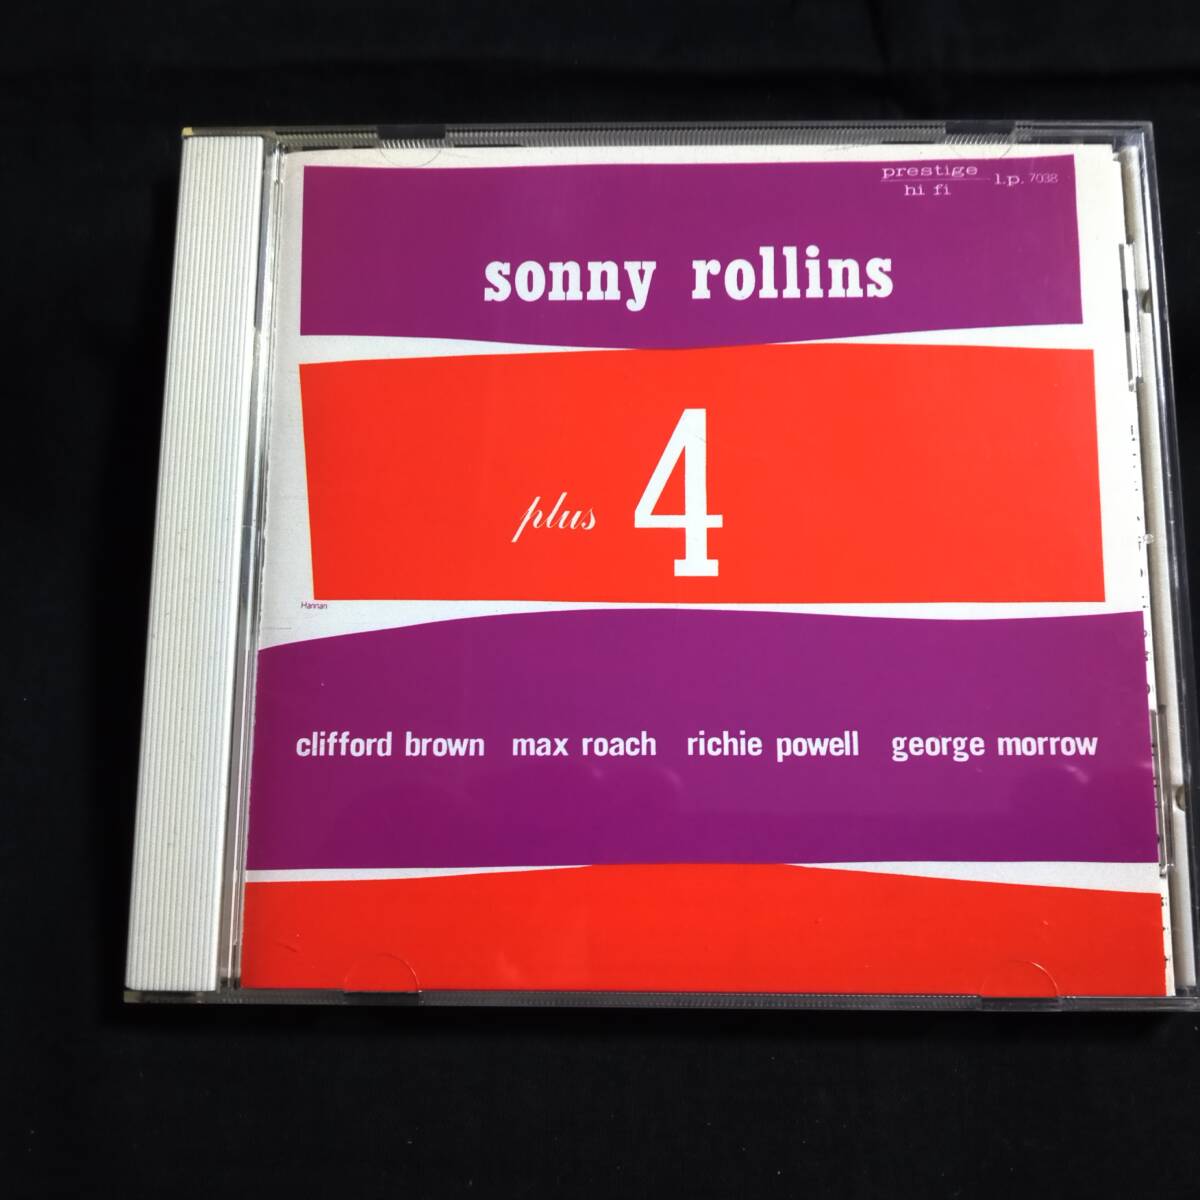 prestige
hi fi
l.p. 7038
sonny rollins
plus 4
Hannan
clifford brown max roach richie powell george morrow